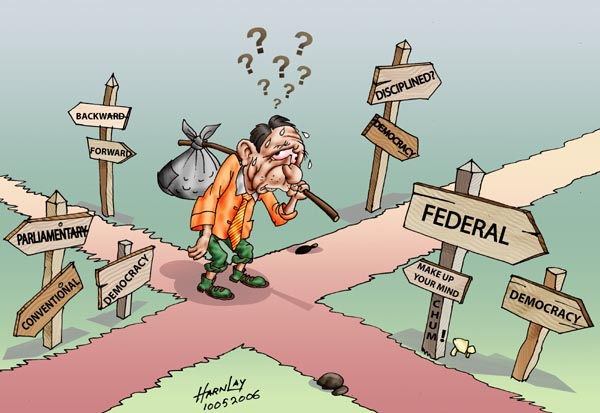 ? ? ? ? ? ? ?
BACKWARD
FORWARD
DISCIPLINED?
DEMOCRACY
PARLIAMENTARY
CONVENTIONAL
DEMOCRACY
FEDERAL
MAKE UP
YOUR MIND
CHUM!
DEMOCRACY
HARNLAY
10052006